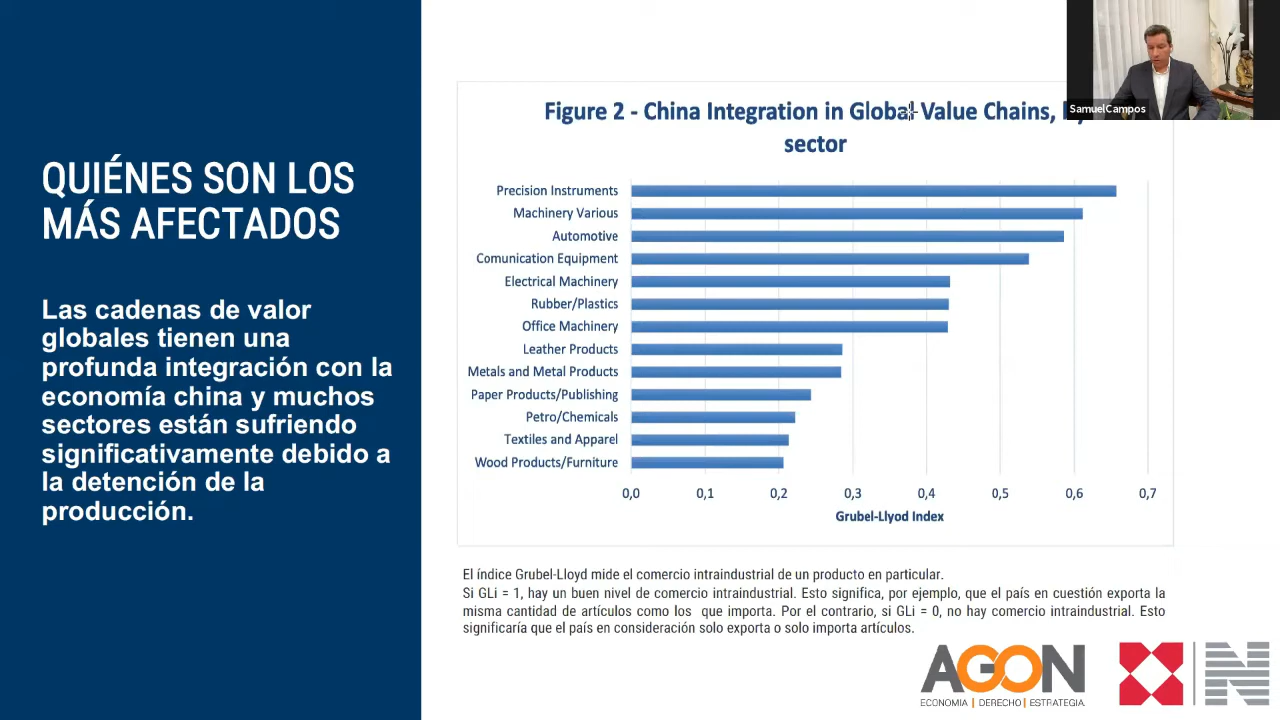 QUIÉNES SON LOS
MÁS AFECTADOS
Las cadenas de valor
globales tienen una
profunda integración con la
economía china y muchos
sectores están sufriendo
significativamente debido a
la detención de la
producción.
SamuelCampos
Figure 2 - China Integration in Global Value Chains,
sector
Precision Instruments
Machinery Various
Automotive
Comunication Equipment
Electrical Machinery
Rubber/Plastics
Office Machinery
Leather Products
Metals and Metal Products
Paper Products/Publishing
Petro/Chemicals
Textiles and Apparel
Wood Products/Furniture
0,0 0,1 0,2 0,3 0,4 0,5 0,6 0,7
Grubel-Llyod Index
El índice Grubel-Lloyd mide el comercio intraindustrial de un producto en particular.
Si GLi = 1, hay un buen nivel de comercio intraindustrial. Esto significa, por ejemplo, que el país en cuestión exporta la
misma cantidad de artículos como los que importa. Por el contrario, si GLi = 0, no hay comercio intraindustrial. Esto
significaría que el país en consideración solo exporta o solo importa artículos.
AGON
ECONOMIA | DERECHO | ESTRATEGIA
N